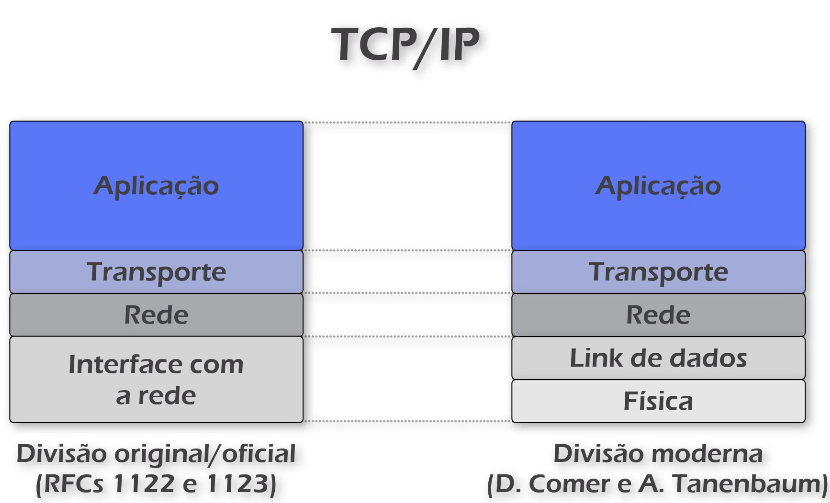 TCP/IP
Aplicação
Transporte
Rede
Interface com
a rede
Divisão original/oficial
(RFCs 1122 e 1123)
Aplicação
Transporte
Rede
Link de dados
Física
Divisão moderna
(D. Comer e A. Tanenbaum)